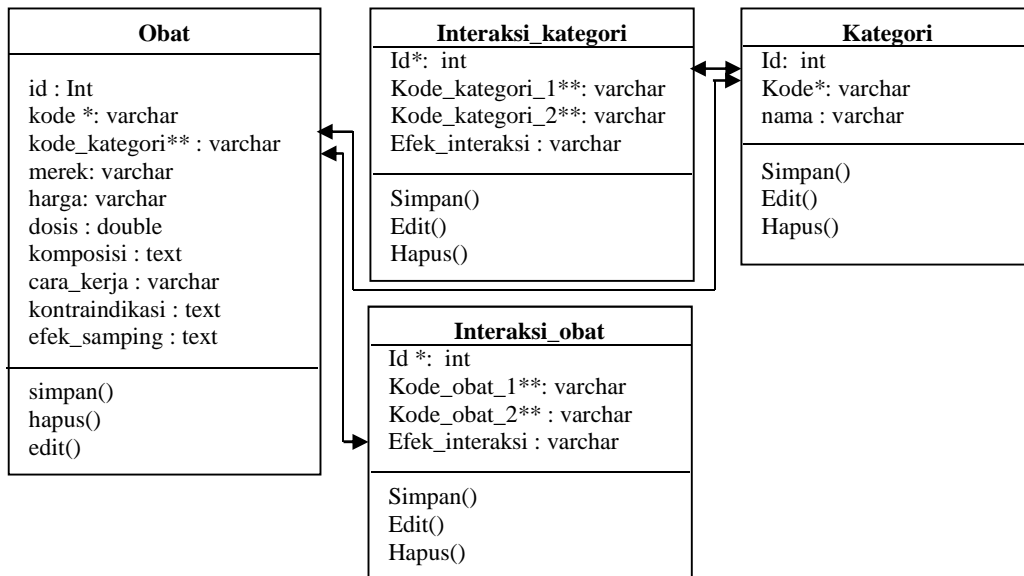 Obat
id : Int
kode *: varchar
kode_kategori** : varchar
merek: varchar
harga: varchar
dosis : double
komposisi : text
cara_kerja : varchar
kontraindikasi : text
efek_samping : text
simpan()
hapus()
edit()
Interaksi_kategori
Id*: int
Kode_kategori_1**: varchar
Kode_kategori_2**: varchar
Efek_interaksi : varchar
Simpan()
Edit()
Hapus()
Kategori
Id: int
Kode*: varchar
nama : varchar
Simpan()
Edit()
Hapus()
Interaksi_obat
Id *: int
Kode_obat_1**: varchar
Kode_obat_2** : varchar
Efek_interaksi : varchar
Simpan()
Edit()
Hapus()